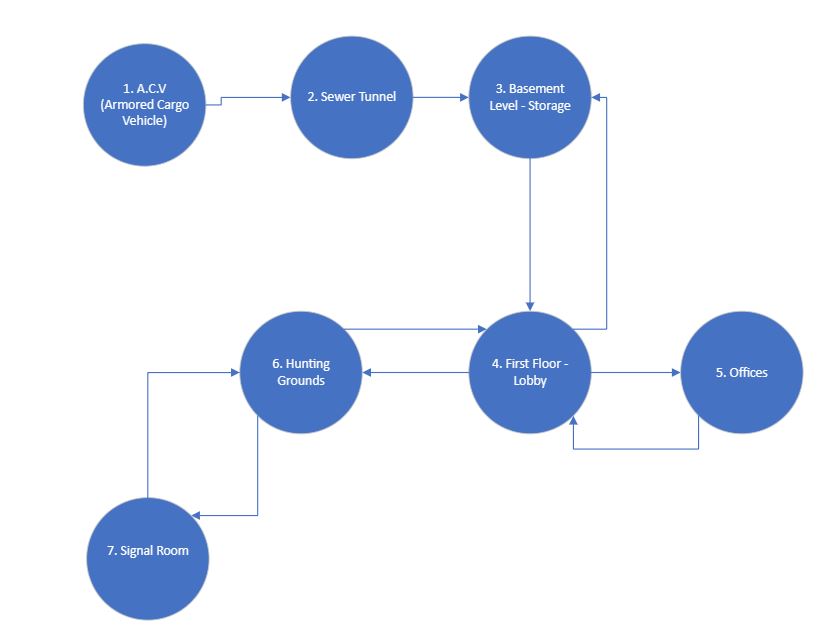 1. A.C.V
(Armored Cargo
Vehicle)
2. Sewer Tunnel
3. Basement
Level - Storage
6. Hunting
Grounds
4. First Floor -
Lobby
5. Offices
7. Signal Room